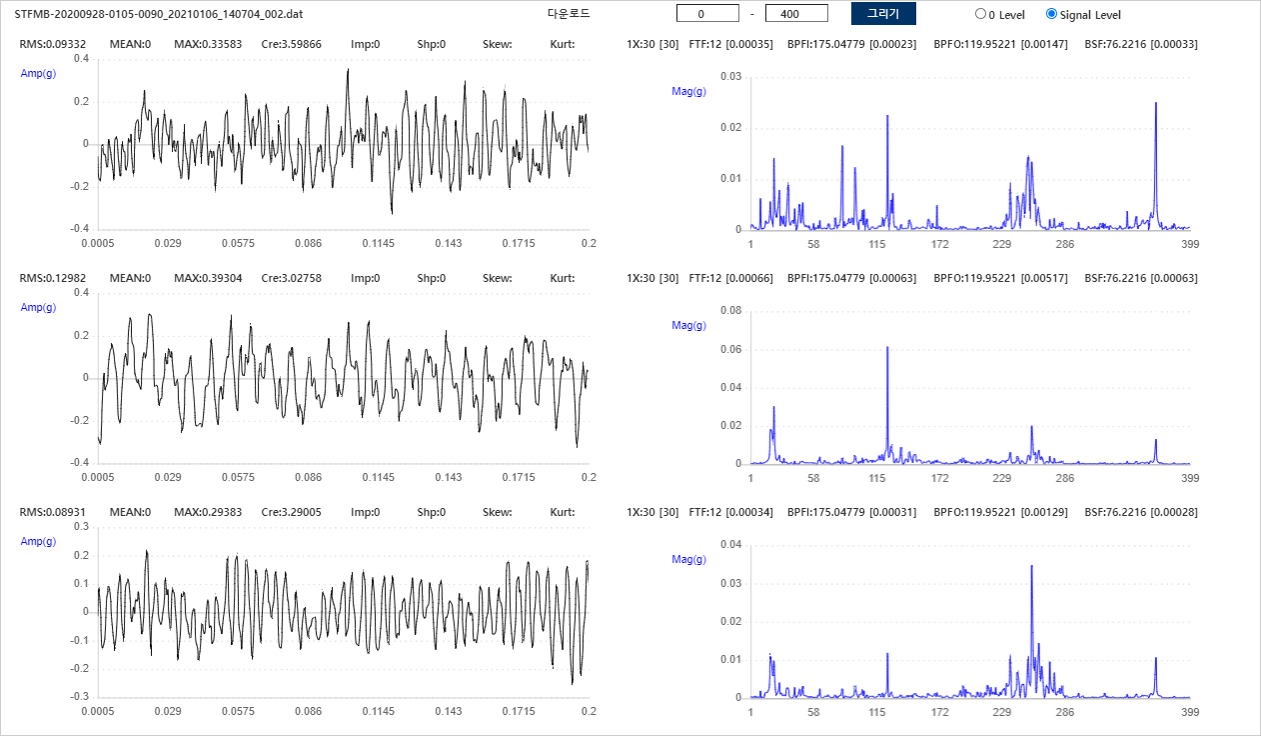 STFMB-20200928-0105-0090_20210106_140704_002.dat 다운로드 0 - 400 그리기 0 Level Signal Level
RMS:0.09332 MEAN:0 MAX:0.33583 Cre:3.59866 Imp:0 Shp:0 Skew: Kurt: 1X:30 [30] FTF:12 [0.00035] BPFI:175.04779 [0.00023] BPFO:119.95221 [0.00147] BSF:76.2216 [0.00033]
Amp(g)
0.4
0.2
0
-0.2
-0.4
0.0005 0.029 0.0575 0.086 0.1145 0.143 0.1715 0.2
Mag(g)
0.03
0.02
0.01
0
1 58 115 172 229 286 399
RMS:0.12982 MEAN:0 MAX:0.39304 Cre:3.02758 Imp:0 Shp:0 Skew: Kurt: 1X:30 [30] FTF:12 [0.00066] BPFI:175.04779 [0.00063] BPFO:119.95221 [0.00517] BSF:76.2216 [0.00063]
Amp(g)
0.4
0.2
0
-0.2
-0.4
0.0005 0.029 0.0575 0.086 0.1145 0.143 0.1715 0.2
Mag(g)
0.08
0.06
0.04
0.02
0
1 58 115 172 229 286 399
RMS:0.08931 MEAN:0 MAX:0.29383 Cre:3.29005 Imp:0 Shp:0 Skew: Kurt: 1X:30 [30] FTF:12 [0.00034] BPFI:175.04779 [0.00031] BPFO:119.95221 [0.00129] BSF:76.2216 [0.00028]
Amp(g)
0.3
0.2
0.1
0
-0.1
-0.2
-0.3
0.0005 0.029 0.0575 0.086 0.1145 0.143 0.1715 0.2
Mag(g)
0.04
0.03
0.02
0.01
0
1 58 115 172 229 286 399